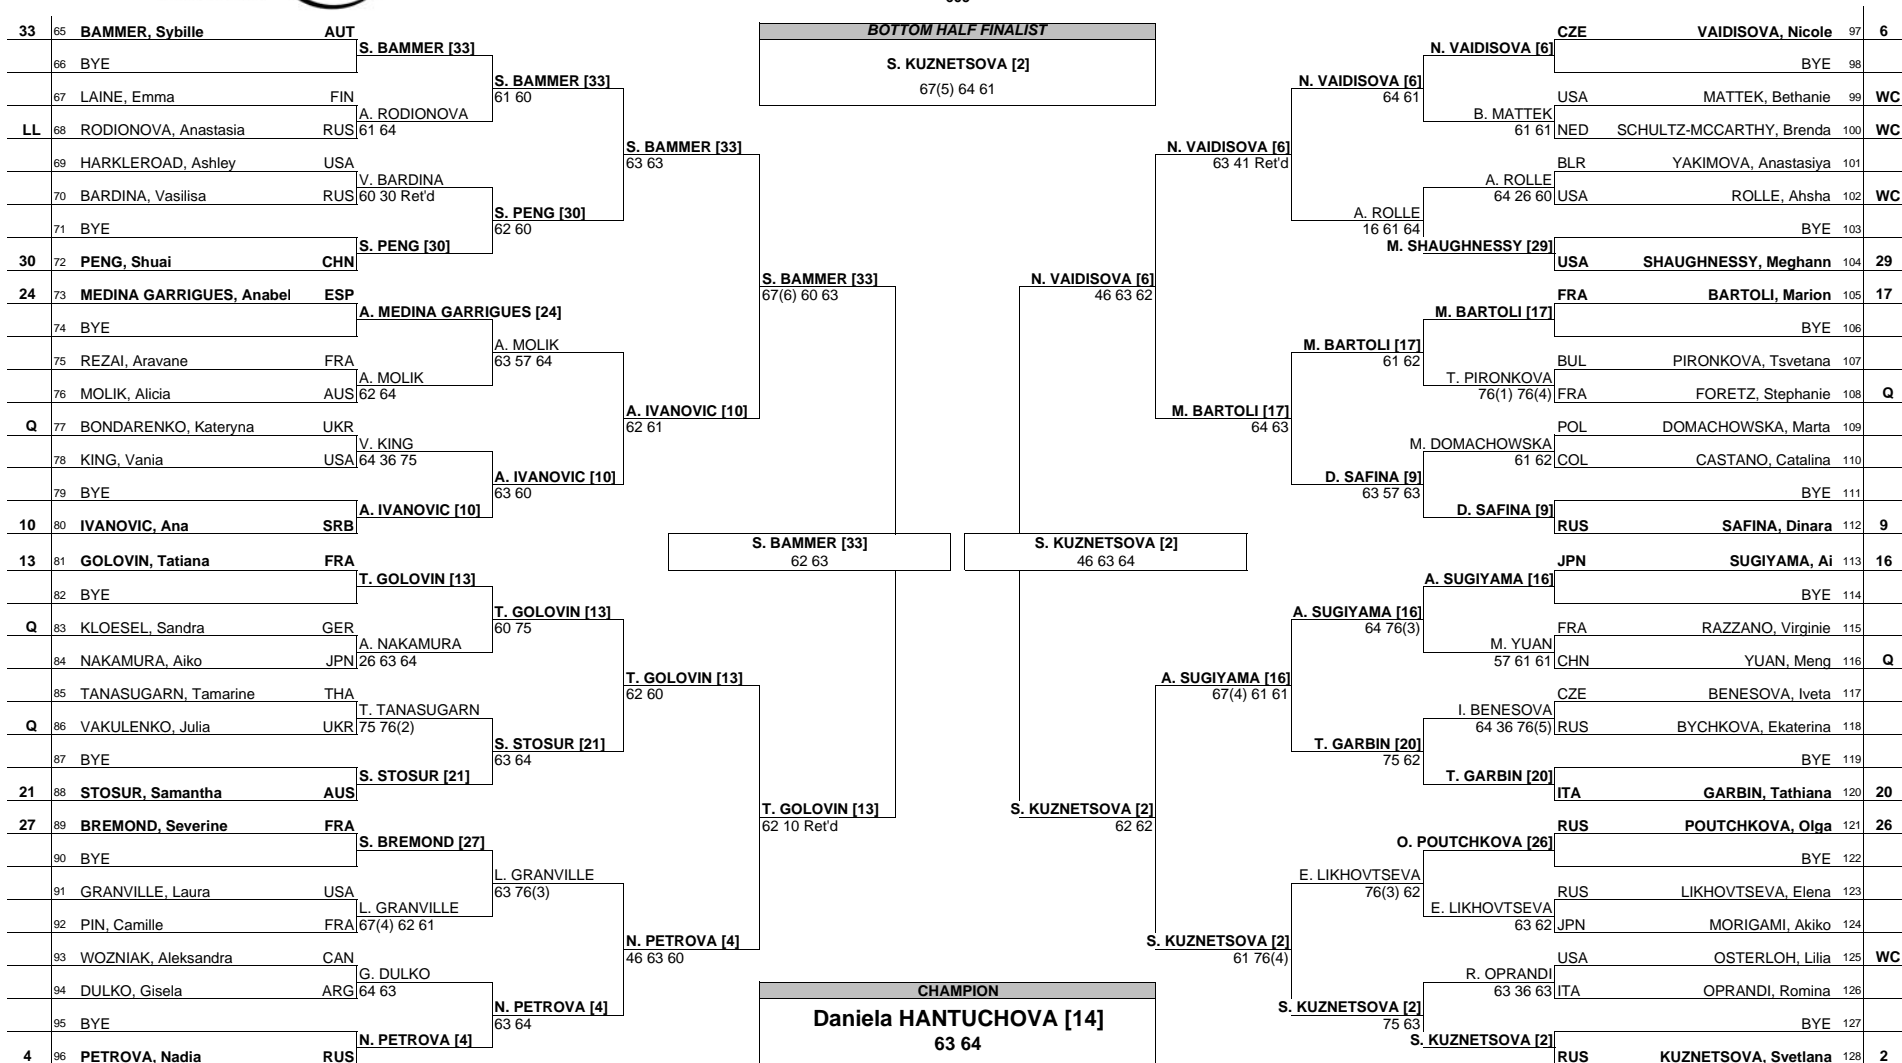 33 65 BAMMER, Sybille AUT
S. BAMMER [33]
66 BYE
S. BAMMER [33]
61 60
67 LAINE, Emma FIN
A. RODIONOVA
LL 68 RODIONOVA, Anastasia RUS 61 64
S. BAMMER [33]
63 63
69 HARKLEROAD, Ashley USA
V. BARDINA
70 BARDINA, Vasilisa RUS 60 30 Ret'd
S. PENG [30]
62 60
71 BYE
S. PENG [30]
30 72 PENG, Shuai CHN
S. BAMMER [33]
67(6) 60 63
24 73 MEDINA GARRIGUES, Anabel ESP
A. MEDINA GARRIGUES [24]
74 BYE
A. MOLIK
63 57 64
75 REZAI, Aravane FRA
A. MOLIK
76 MOLIK, Alicia AUS 62 64
A. IVANOVIC [10]
62 61
Q 77 BONDARENKO, Kateryna UKR
V. KING
78 KING, Vania USA 64 36 75
A. IVANOVIC [10]
63 60
79 BYE
A. IVANOVIC [10]
10 80 IVANOVIC, Ana SRB
S. BAMMER [33]
62 63
13 81 GOLOVIN, Tatiana FRA
T. GOLOVIN [13]
82 BYE
T. GOLOVIN [13]
60 75
Q 83 KLOESEL, Sandra GER
A. NAKAMURA
84 NAKAMURA, Aiko JPN 26 63 64
T. GOLOVIN [13]
62 60
85 TANASUGARN, Tamarine THA
T. TANASUGARN
Q 86 VAKULENKO, Julia UKR 75 76(2)
S. STOSUR [21]
63 64
87 BYE
S. STOSUR [21]
21 88 STOSUR, Samantha AUS
T. GOLOVIN [13]
62 10 Ret'd
27 89 BREMOND, Severine FRA
S. BREMOND [27]
90 BYE
L. GRANVILLE
63 76(3)
91 GRANVILLE, Laura USA
L. GRANVILLE
92 PIN, Camille FRA 67(4) 62 61
N. PETROVA [4]
46 63 60
93 WOZNIAK, Aleksandra CAN
G. DULKO
94 DULKO, Gisela ARG 64 63
N. PETROVA [4]
63 64
95 BYE
N. PETROVA [4]
4 96 PETROVA, Nadia RUS
BOTTOM HALF FINALIST
S. KUZNETSOVA [2]
67(5) 64 61
CZE VAIDISOVA, Nicole 97 6
N. VAIDISOVA [6]
BYE 98
N. VAIDISOVA [6]
64 61
USA MATTEK, Bethanie 99 WC
B. MATTEK
61 61 NED SCHULTZ-MCCARTHY, Brenda 100 WC
N. VAIDISOVA [6]
63 41 Ret'd
BLR YAKIMOVA, Anastasiya 101
A. ROLLE
64 26 60 USA ROLLE, Ahsha 102 WC
A. ROLLE
16 61 64
BYE 103
M. SHAUGHNESSY [29]
USA SHAUGHNESSY, Meghann 104 29
N. VAIDISOVA [6]
46 63 62
FRA BARTOLI, Marion 105 17
M. BARTOLI [17]
BYE 106
M. BARTOLI [17]
61 62
BUL PIRONKOVA, Tsvetana 107
T. PIRONKOVA
76(1) 76(4) FRA FORETZ, Stephanie 108 Q
M. BARTOLI [17]
64 63
POL DOMACHOWSKA, Marta 109
M. DOMACHOWSKA
61 62 COL CASTANO, Catalina 110
D. SAFINA [9]
63 57 63
BYE 111
D. SAFINA [9]
RUS SAFINA, Dinara 112 9
S. KUZNETSOVA [2]
46 63 64
JPN SUGIYAMA, Ai 113 16
A. SUGIYAMA [16]
BYE 114
A. SUGIYAMA [16]
64 76(3)
FRA RAZZANO, Virginie 115
M. YUAN
57 61 61 CHN YUAN, Meng 116 Q
A. SUGIYAMA [16]
67(4) 61 61
CZE BENESOVA, Iveta 117
I. BENESOVA
64 36 76(5) RUS BYCHKOVA, Ekaterina 118
T. GARBIN [20]
75 62
BYE 119
T. GARBIN [20]
ITA GARBIN, Tathiana 120 20
S. KUZNETSOVA [2]
62 62
RUS POUTCHKOVA, Olga 121 26
O. POUTCHKOVA [26]
BYE 122
E. LIKHOVTSEVA
76(3) 62
RUS LIKHOVTSEVA, Elena 123
E. LIKHOVTSEVA
63 62 JPN MORIGAMI, Akiko 124
S. KUZNETSOVA [2]
61 76(4)
USA OSTERLOH, Lilia 125 WC
R. OPRANDI
63 36 63 ITA OPRANDI, Romina 126
S. KUZNETSOVA [2]
75 63
BYE 127
S. KUZNETSOVA [2]
RUS KUZNETSOVA, Svetlana 128 2
CHAMPION
Daniela HANTUCHOVA [14]
63 64